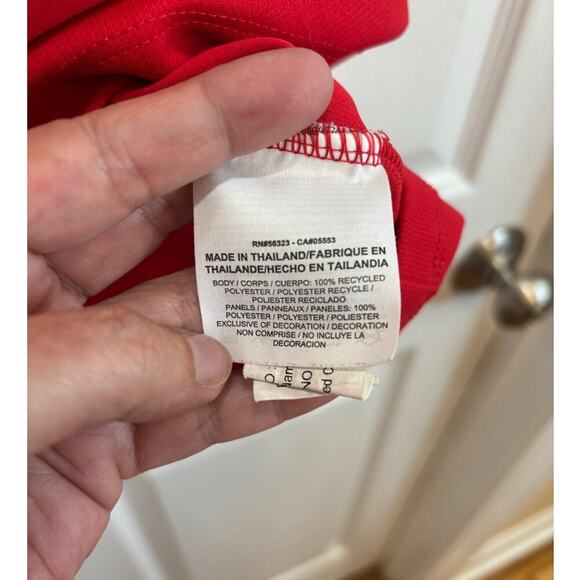 RN#56323 - CA#05553
MADE IN THAILAND/FABRIQUE EN
THAILANDE/HECHO EN TAILANDIA
BODY / CORPS / CUERPO: 100% RECYCLED
POLYESTER / POLYESTER RECYCLE /
POLIESTER RECICLADO
PANELS / PANNEAUX / PANELES: 100%
POLYESTER / POLYESTER / POLIESTER
EXCLUSIVE OF DECORATION / DECORATION
NON COMPRISE / NO INCLUYE LA
DECORACION
NO
ed C